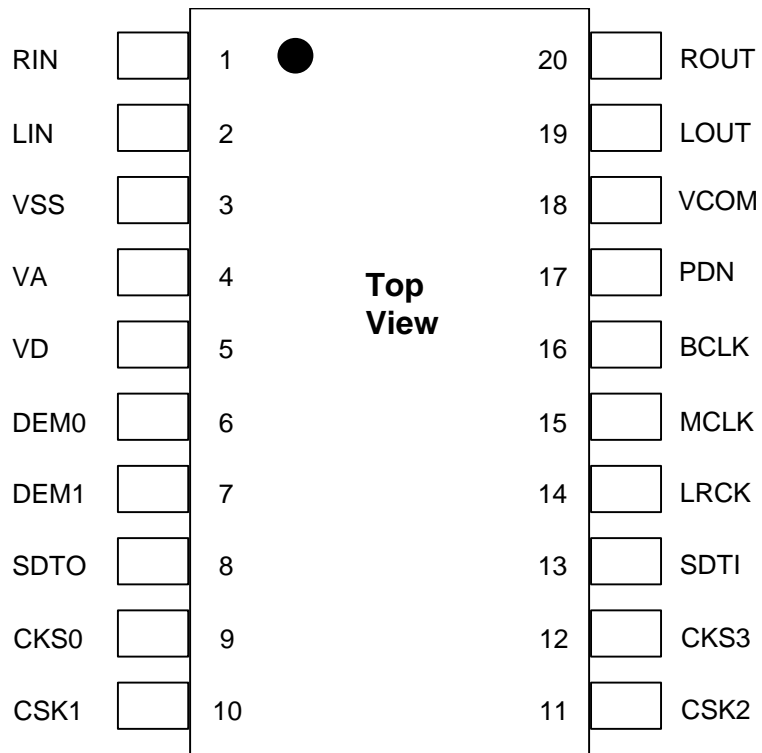 RIN 1 20 ROUT
LIN 2 19 LOUT
VSS 3 18 VCOM
VA 4 17 PDN
Top
View
VD 5 16 BCLK
DEM0 6 15 MCLK
DEM1 7 14 LRCK
SDTO 8 13 SDTI
CKS0 9 12 CKS3
CSK1 10 11 CSK2